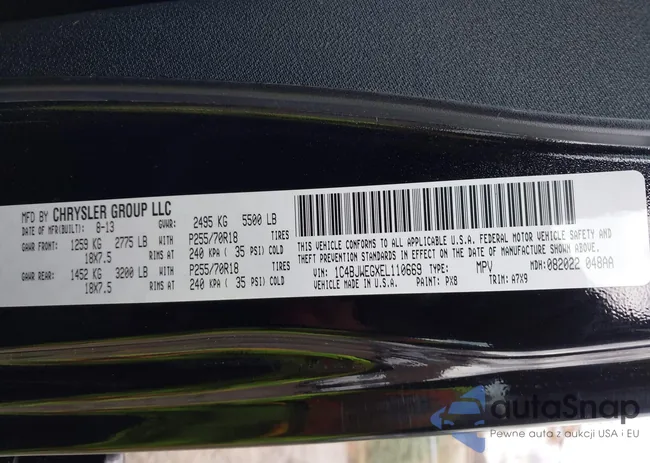 MFD BY CHRYSLER GROUP LLC
DATE OF MFR(BUILT): 8-13 GVWR: 2495 KG 5500 LB
GAWR FRONT: 1259 KG 2775 LB WITH P255/70R18 TIRES
18X7.5 RIMS AT 240 KPA ( 35 PSI) COLD
GAWR REAR: 1452 KG 3200 LB WITH P255/70R18 TIRES
18X7.5 RIMS AT 240 KPA ( 35 PSI) COLD
THIS VEHICLE CONFORMS TO ALL APPLICABLE U.S.A. FEDERAL MOTOR VEHICLE SAFETY, BUMPER AND
THEFT PREVENTION STANDARDS IN EFFECT ON THE DATE OF MANUFACTURE SHOWN ABOVE.
VIN: 1C4BJWEGXEL110669 TYPE: MPV MDH: 082022 048AA
VEHICLE MADE IN U.S.A. PAINT: PX8 TRIM: A7X9
autaSnap
Pewne auta z aukcji USA i EU